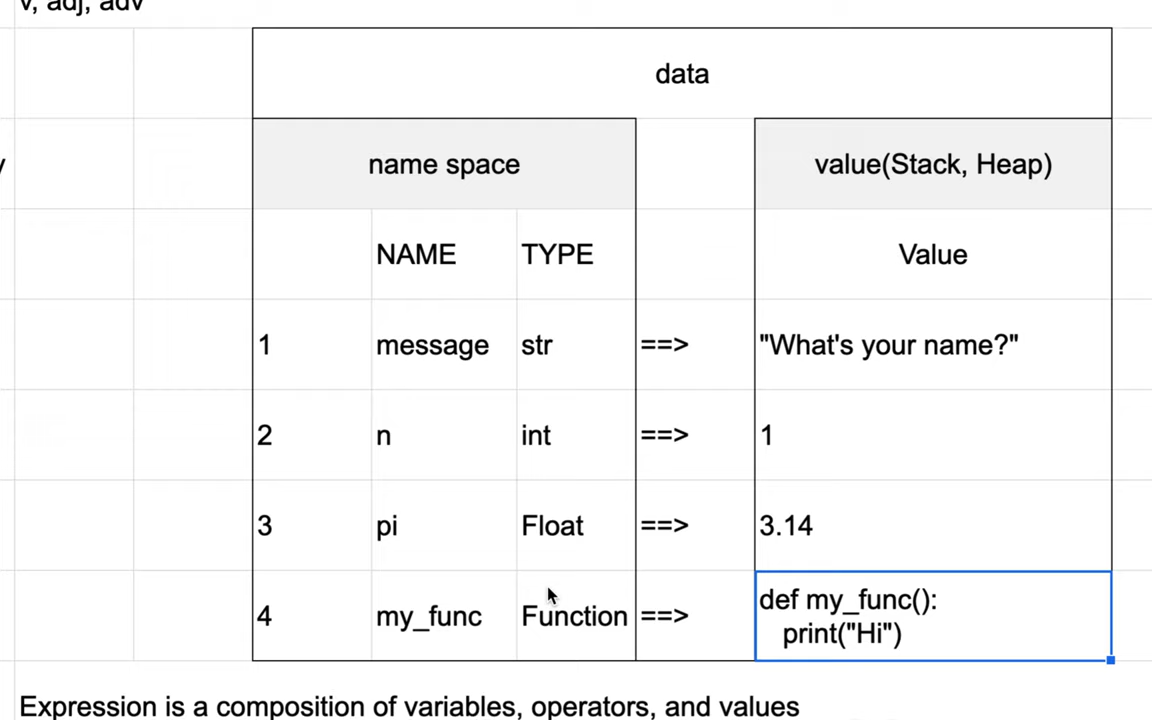 v, adj, adv
data
name space
value(Stack, Heap)
NAME TYPE Value
1 message str ==> "What's your name?"
2 n int ==> 1
3 pi Float ==> 3.14
4 my_func Function ==> def my_func():
print("Hi")
Expression is a composition of variables, operators, and values